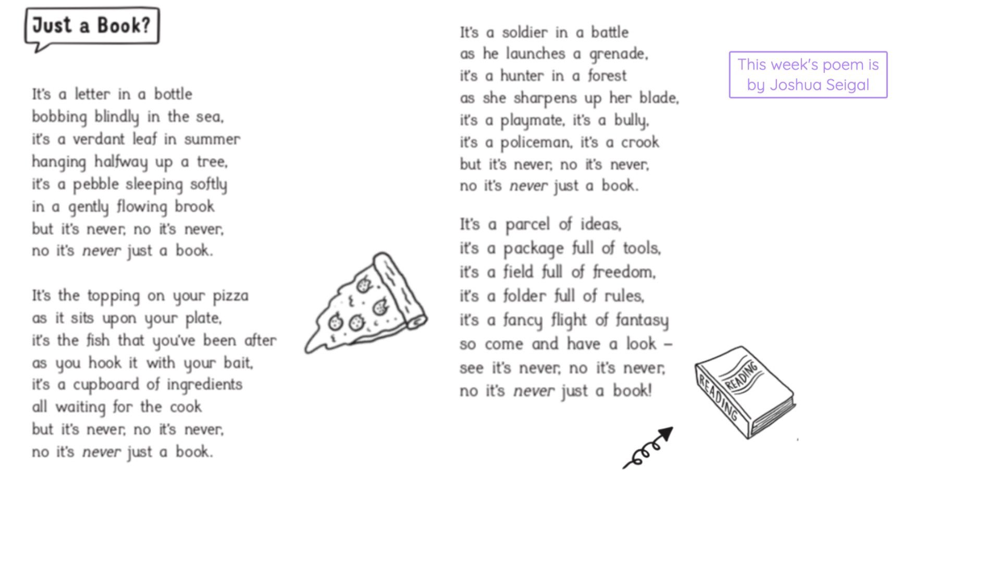 Just a Book?
It's a letter in a bottle
bobbing blindly in the sea,
it's a verdant leaf in summer
hanging halfway up a tree,
it's a pebble sleeping softly
in a gently flowing brook
but it's never, no it's never,
no it's never just a book.
It's the topping on your pizza
as it sits upon your plate,
it's the fish that you've been after
as you hook it with your bait,
it's a cupboard of ingredients
all waiting for the cook
but it's never, no it's never,
no it's never just a book.
It's a soldier in a battle
as he launches a grenade,
it's a hunter in a forest
as she sharpens up her blade,
it's a playmate, it's a bully,
it's a policeman, it's a crook
but it's never, no it's never,
no it's never just a book.
It's a parcel of ideas,
it's a package full of tools,
it's a field full of freedom,
it's a folder full of rules,
it's a fancy flight of fantasy
so come and have a look –
see it's never, no it's never,
no it's never just a book!
READING
READING
This week's poem is
by Joshua Seigal